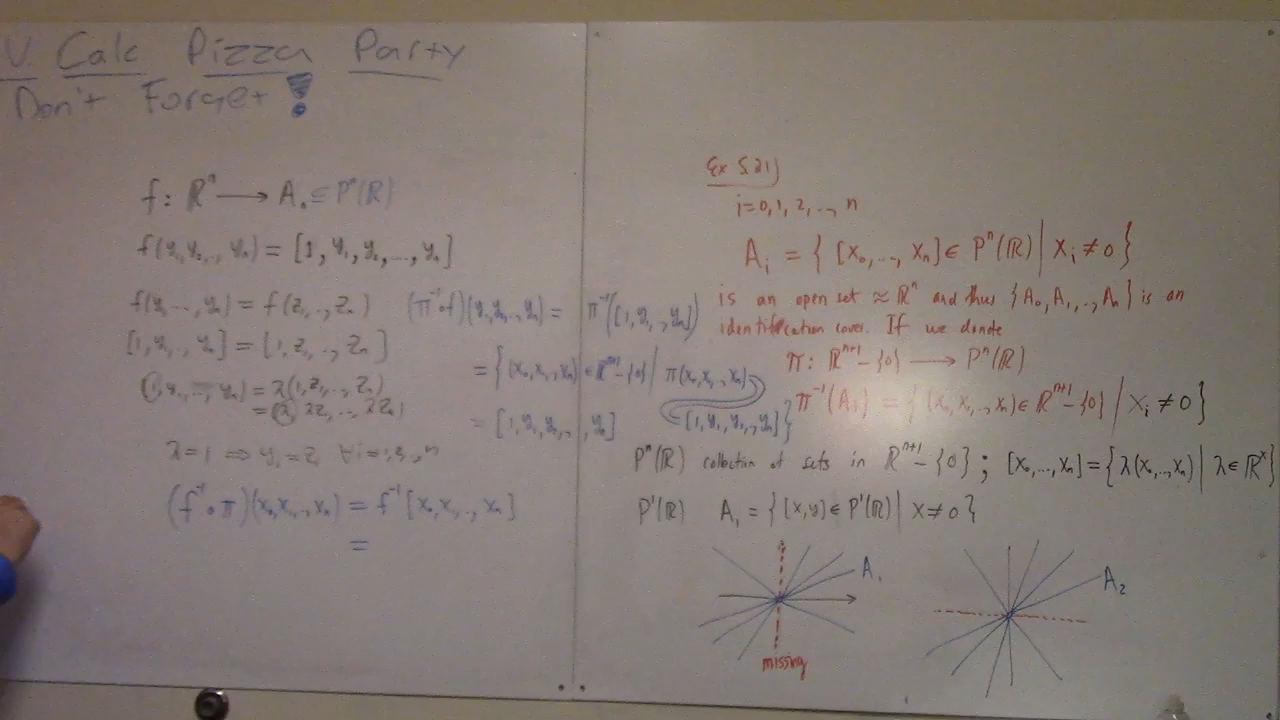 V. Calc Pizza Party
Don't Forget!
f: ℝⁿ → A₀ ⊆ Pⁿ(ℝ)
f(y₁,y₂,..,yₙ) = [1, y₁, y₂, ..., yₙ]
f(y₁,..,yₙ) = f(z₁,..,zₙ)
[1, y₁,.., yₙ] = [1, z₁,.., zₙ]
(1, y₁,..., yₙ) = λ(1, z₁,.., zₙ)
= (λ, λz₁,.., λzₙ)
λ=1 ⇒ yᵢ = zᵢ
(f⁻¹∘π)(x₀,x₁,..,xₙ) = f⁻¹[x₀,x₁,.., xₙ]
=
(π⁻¹∘f)(y₁,y₂,..,yₙ) = π⁻¹([1, y₁,.., yₙ])
= { (x₀,x₁,..,xₙ) ∈ ℝⁿ⁺¹-{0} | π(x₀,x₁,..,xₙ)
= [1, y₁, y₂,.., yₙ] [1, y₁, y₂,.., yₙ] }
Ex 5.21)
i=0, 1, 2, .., n
Aᵢ = { [x₀,..., xₙ] ∈ Pⁿ(ℝ) | xᵢ ≠ 0 }
is an open set ≈ ℝⁿ and thus {A₀, A₁,.., Aₙ} is an
identification cover. If we denote
π: ℝⁿ⁺¹-{0} → Pⁿ(ℝ)
π⁻¹(Aᵢ) = { (x₀, x₁,.., xₙ) ∈ ℝⁿ⁺¹-{0} | xᵢ ≠ 0 }
Pⁿ(ℝ) collection of sets in ℝⁿ⁺¹-{0} ; [x₀,..., xₙ] = { λ(x₀,..., xₙ) | λ ∈ ℝˣ }
P¹(ℝ) A₁ = { [x,y] ∈ P¹(ℝ) | x ≠ 0 }
A₁
A₂
missing